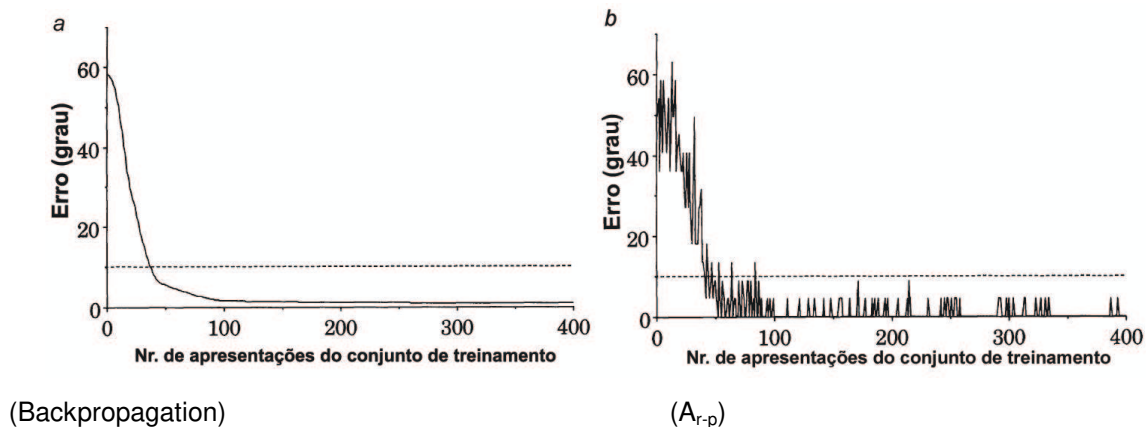 a
60
40
20
0
Erro (grau)
0 100 200 300 400
Nr. de apresentações do conjunto de treinamento
(Backpropagation)
b
60
40
20
0
Erro (grau)
0 100 200 300 400
Nr. de apresentações do conjunto de treinamento
(Ar-p)